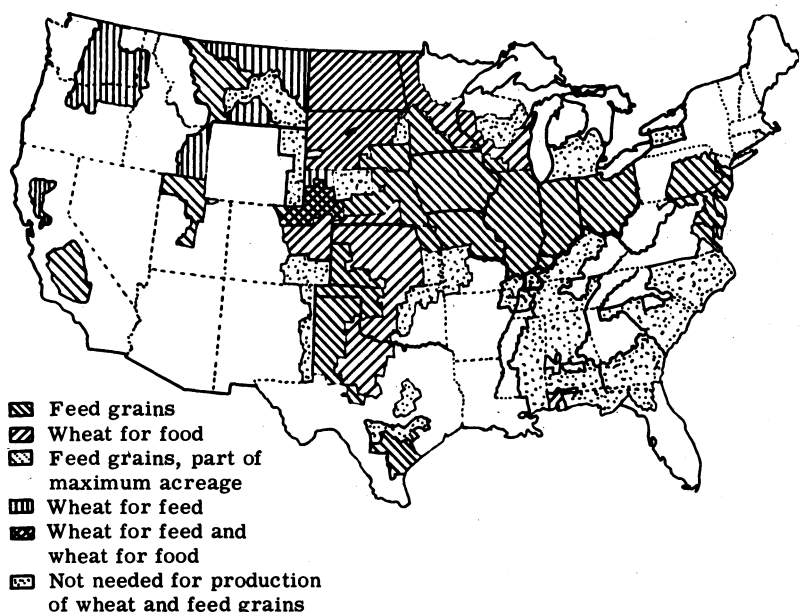 Feed grains
Wheat for food
Feed grains, part of
maximum acreage
Wheat for feed
Wheat for feed and
wheat for food
Not needed for production
of wheat and feed grains